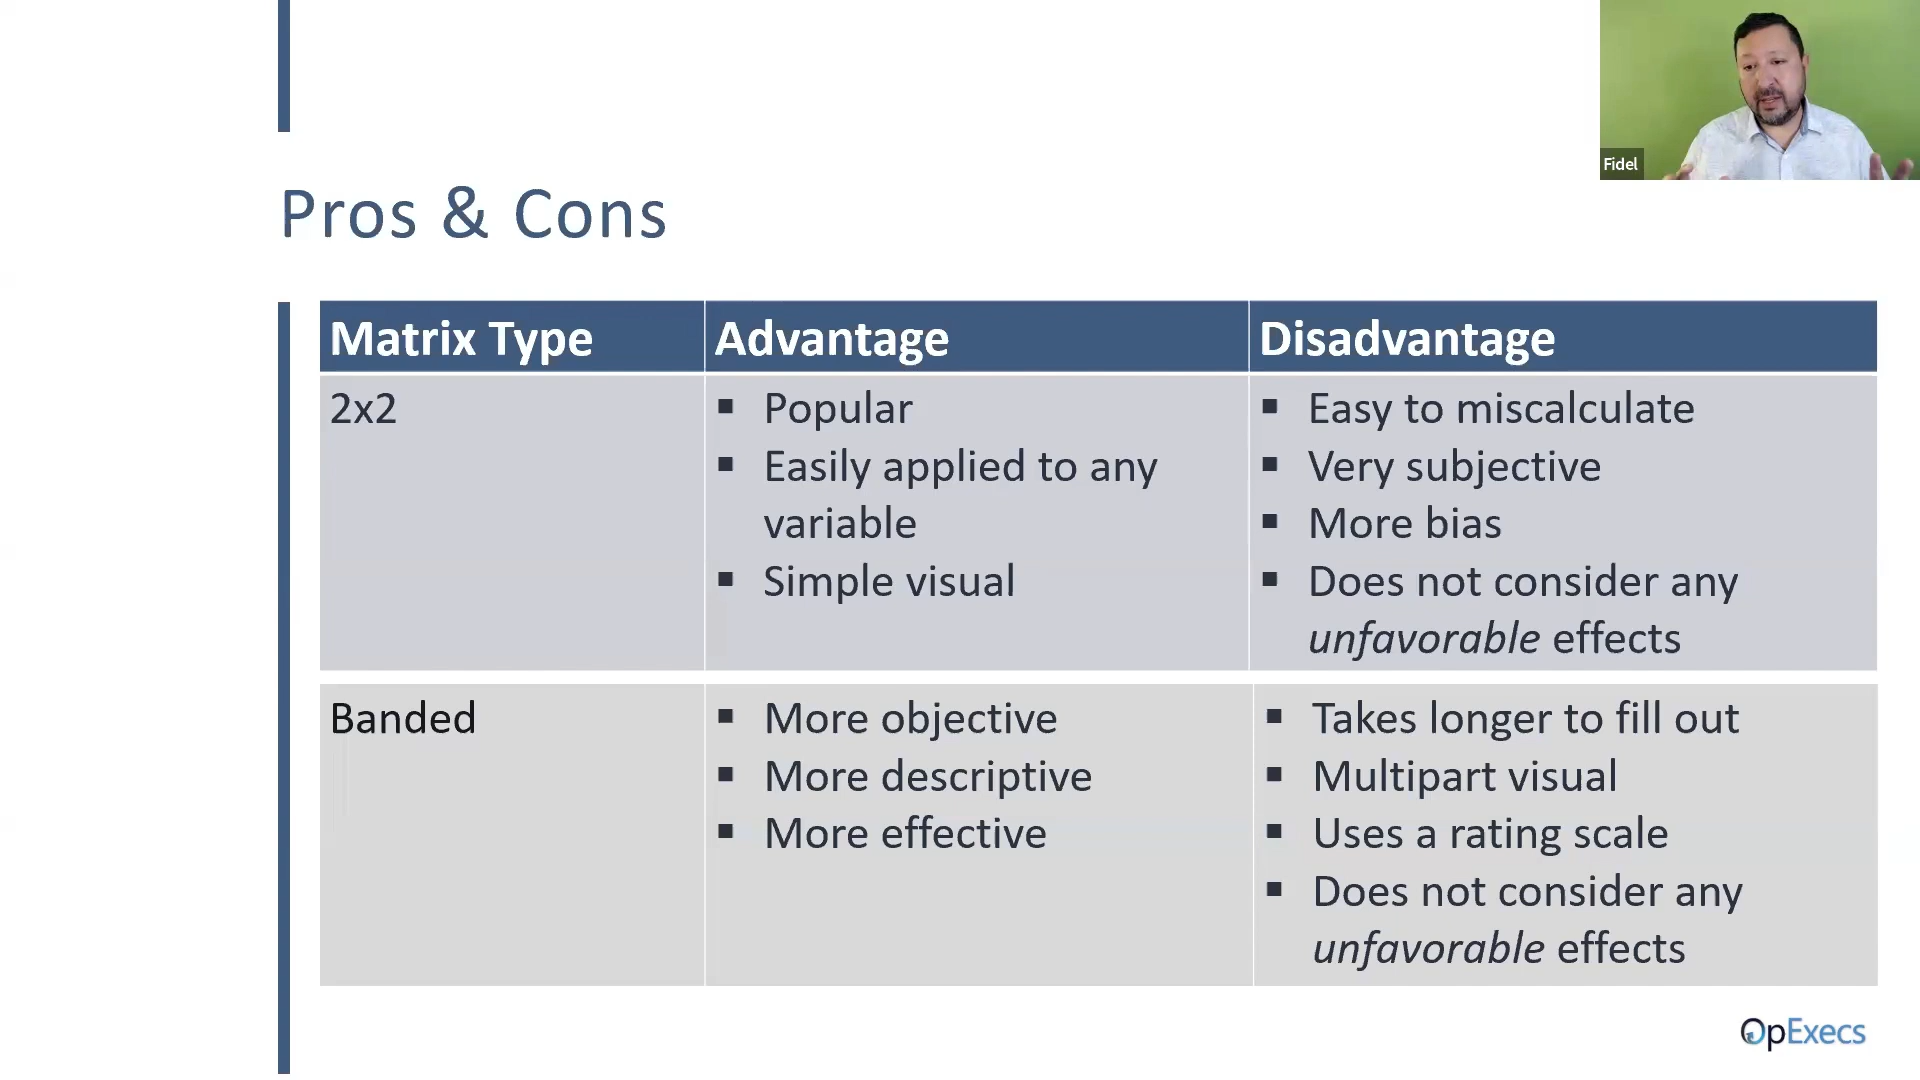 Fidel
Pros & Cons
Matrix Type
Advantage
Disadvantage
2x2
▪ Popular
▪ Easily applied to any
variable
▪ Simple visual
▪ Easy to miscalculate
▪ Very subjective
▪ More bias
▪ Does not consider any
unfavorable effects
Banded
▪ More objective
▪ More descriptive
▪ More effective
▪ Takes longer to fill out
▪ Multipart visual
▪ Uses a rating scale
▪ Does not consider any
unfavorable effects
OpExecs